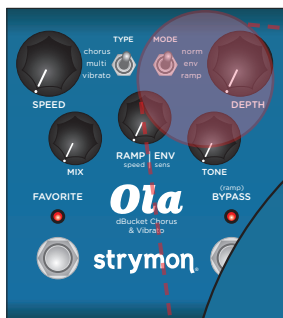 TYPE
MODE
chorus
multi
vibrato
norm
env
ramp
SPEED
DEPTH
MIX
RAMP | ENV
speed | sens
TONE
FAVORITE
(ramp)
BYPASS
Ola
dBucket Chorus
& Vibrato
strymon®